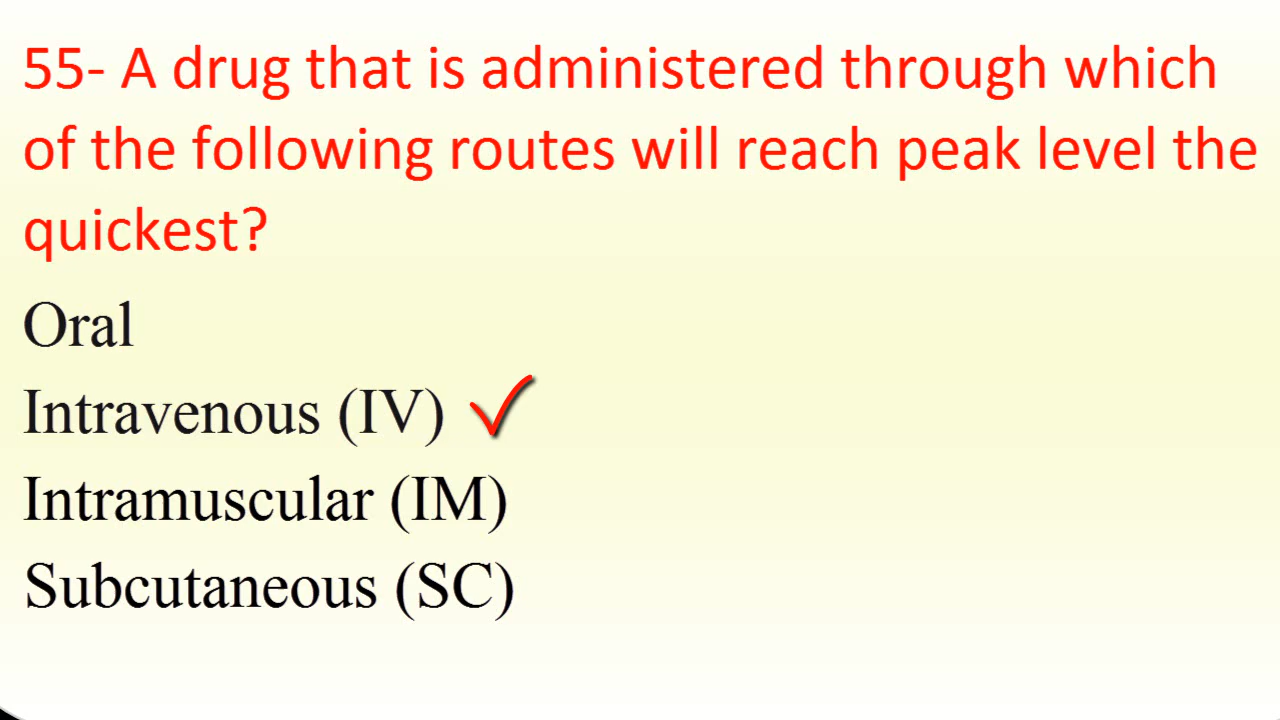 55- A drug that is administered through which
of the following routes will reach peak level the
quickest?
Oral
Intravenous (IV) ✓
Intramuscular (IM)
Subcutaneous (SC)